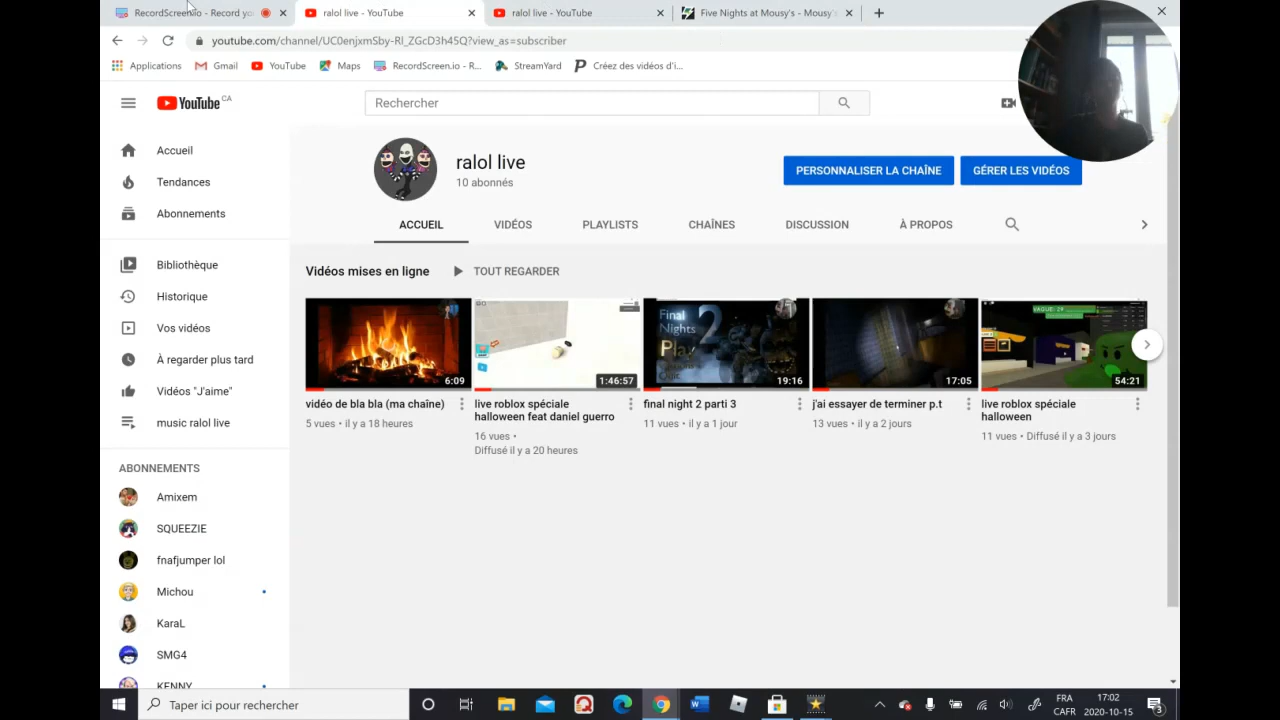 RecordScreen.io - Record yo
ralol live - YouTube
ralol live - YouTube
Five Nights at Mousy's - Mousy'
youtube.com/channel/UC0enjxmSby-RI_ZGcD3h45Q?view_as=subscriber
Applications
Gmail
YouTube
Maps
RecordScreen.io - R...
StreamYard
Créez des vidéos d'i...
YouTube CA
Rechercher
Accueil
Tendances
Abonnements
Bibliothèque
Historique
Vos vidéos
À regarder plus tard
Vidéos "J'aime"
music ralol live
ABONNEMENTS
Amixem
SQUEEZIE
fnafjumper lol
Michou
KaraL
SMG4
KENNY
ralol live
10 abonnés
PERSONNALISER LA CHAÎNE
GÉRER LES VIDÉOS
ACCUEIL
VIDÉOS
PLAYLISTS
CHAÎNES
DISCUSSION
À PROPOS
Vidéos mises en ligne
TOUT REGARDER
6:09
vidéo de bla bla (ma chaîne)
5 vues • il y a 18 heures
1:46:57
live roblox spéciale
halloween feat daniel guerro
16 vues •
Diffusé il y a 20 heures
Final
Nights 2
Play
19:16
final night 2 parti 3
11 vues • il y a 1 jour
17:05
j'ai essayer de terminer p.t
13 vues • il y a 2 jours
VAGUE: 29
54:21
live roblox spéciale
halloween
11 vues • Diffusé il y a 3 jours
Taper ici pour rechercher
FRA
CAFR
17:02
2020-10-15
3